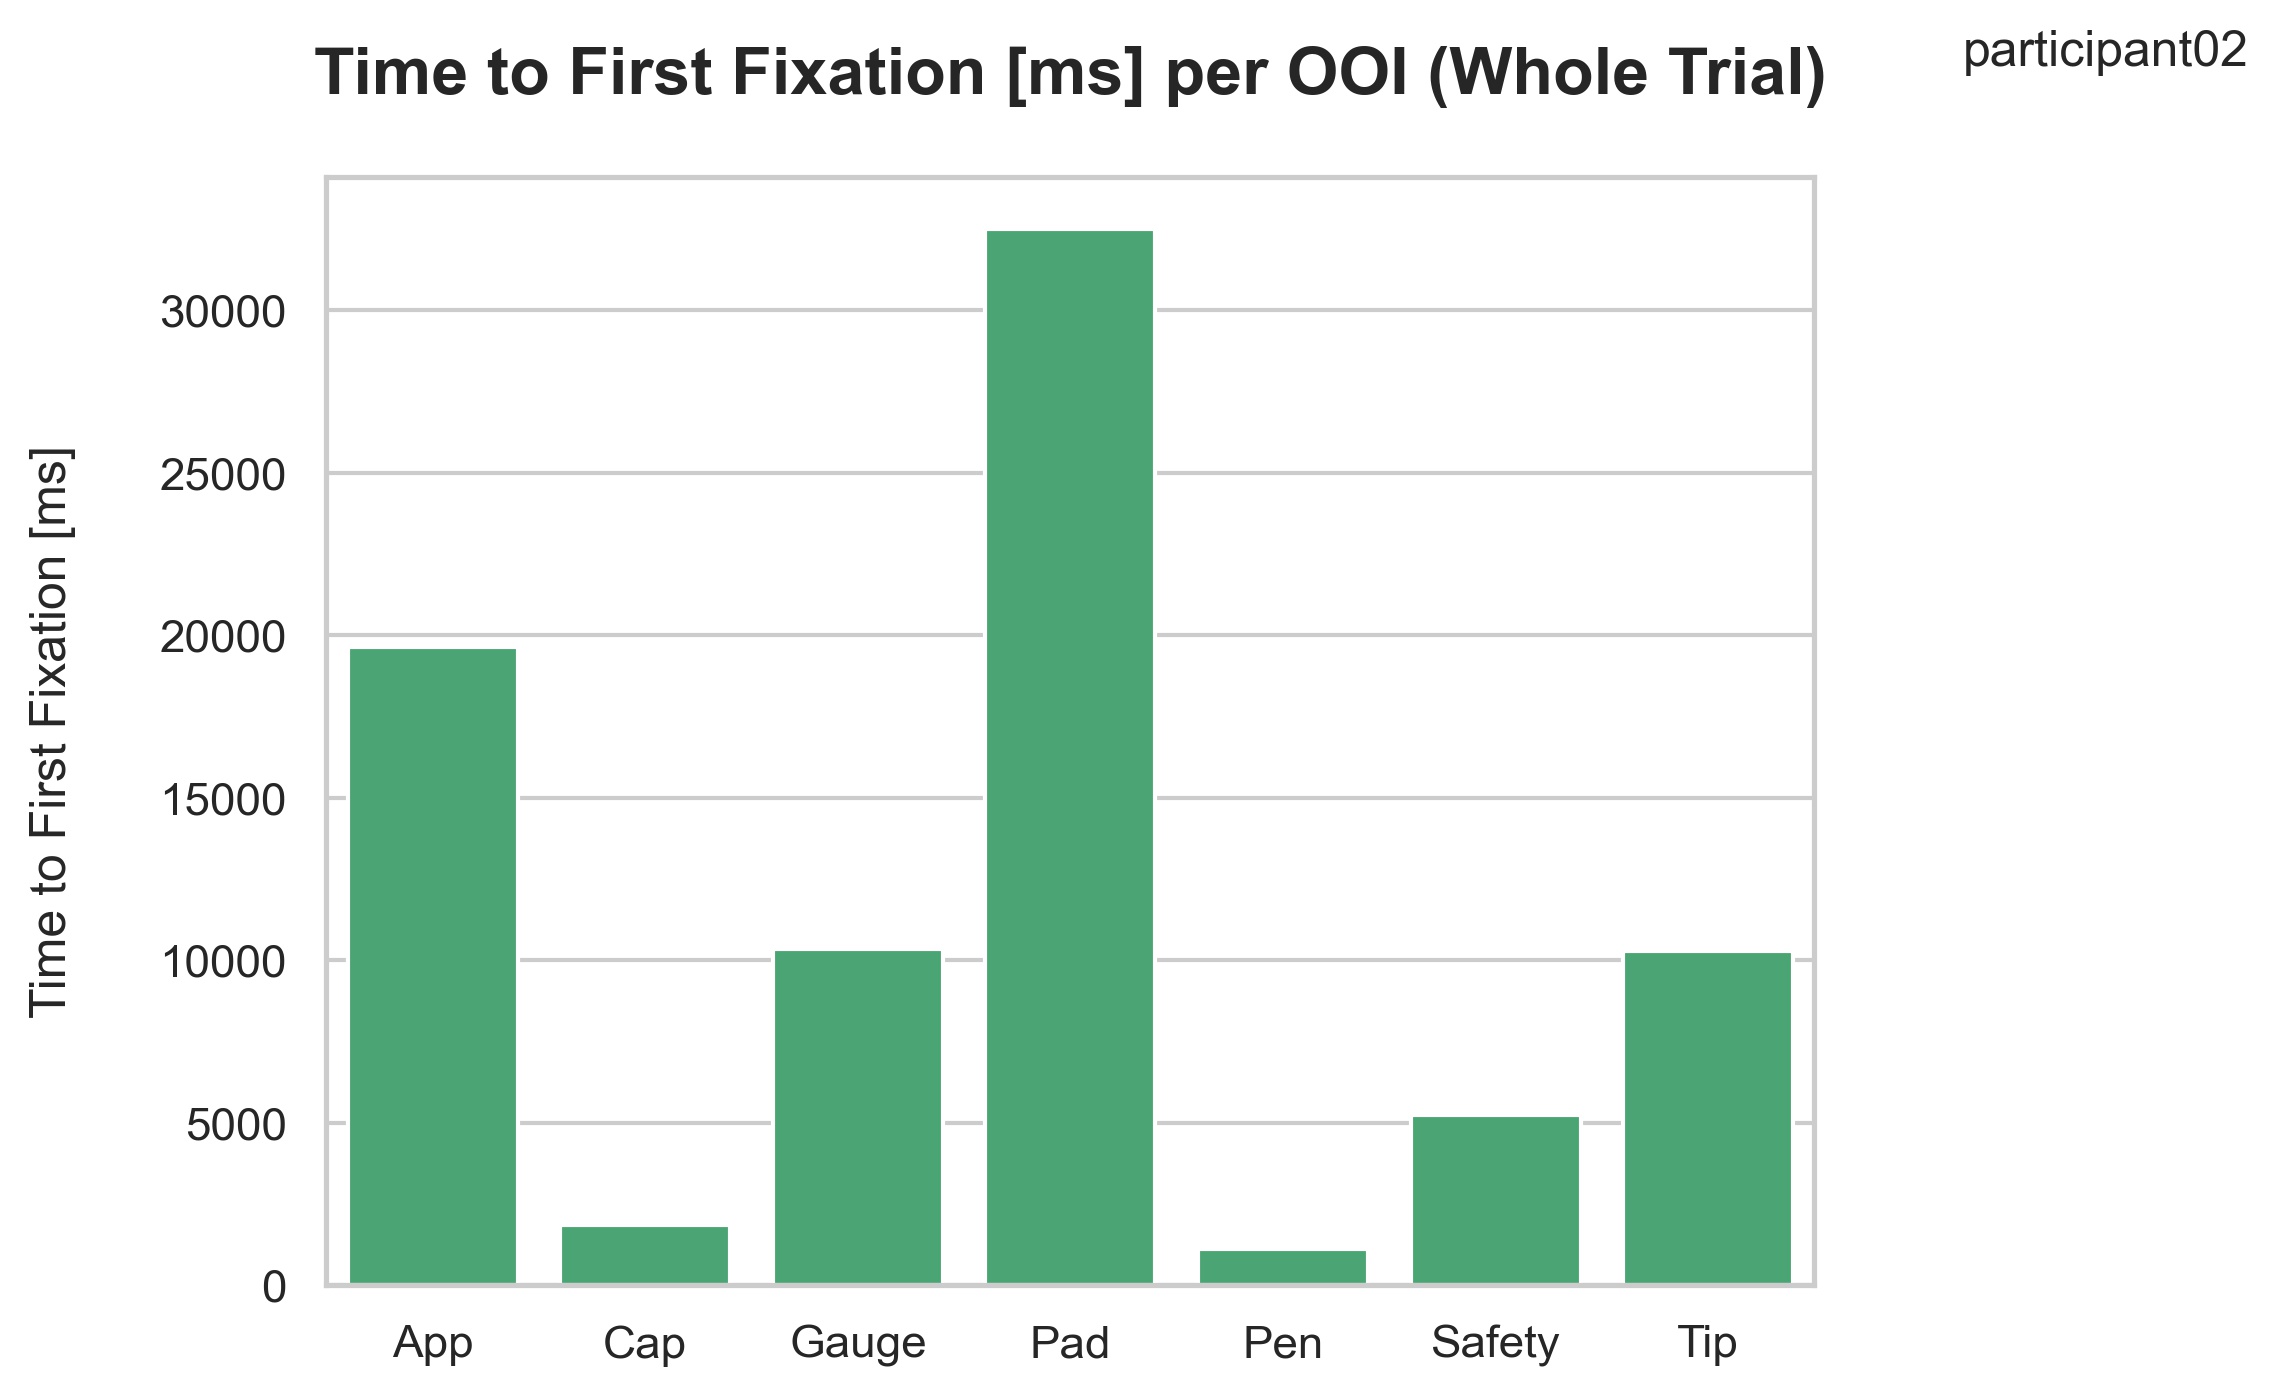 Time to First Fixation [ms] per OOI (Whole Trial)
participant02
Time to First Fixation [ms]
30000
25000
20000
15000
10000
5000
0
App Cap Gauge Pad Pen Safety Tip